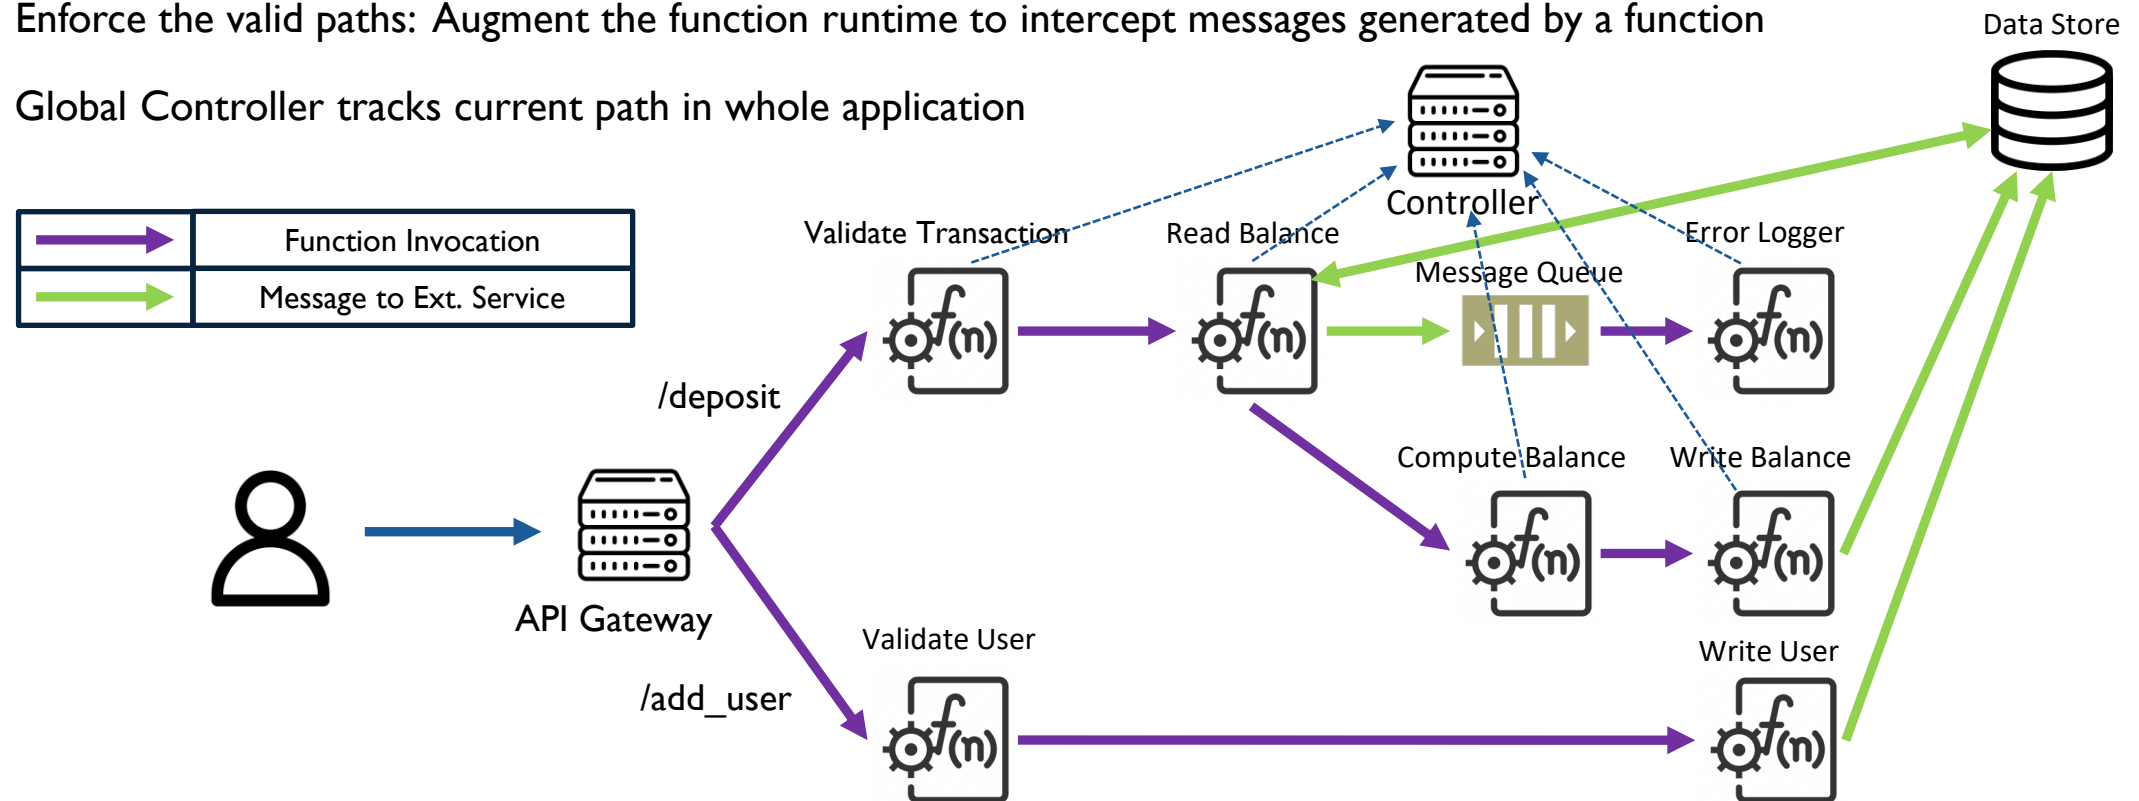 Enforce the valid paths: Augment the function runtime to intercept messages generated by a function
Data Store
Global Controller tracks current path in whole application
Controller
Function Invocation
Message to Ext. Service
Validate Transaction
Read Balance
Error Logger
Message Queue
f(n)
f(n)
f(n)
/deposit
Compute Balance
Write Balance
f(n)
f(n)
API Gateway
Validate User
Write User
/add_user
f(n)
f(n)